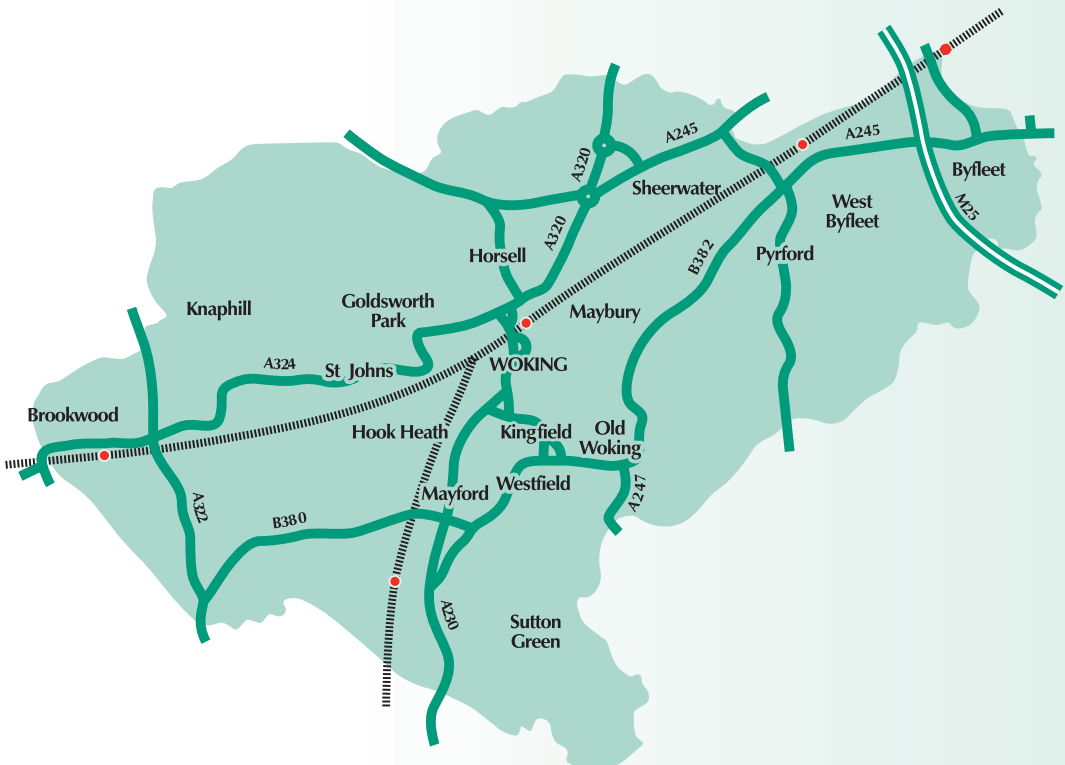 A245
A245
A320
Sheerwater
Byfleet
West
Byfleet
M25
A320
Horsell
B382
Pyrford
Knaphill
Goldsworth
Park
Maybury
A324
St Johns
WOKING
Brookwood
Hook Heath
Kingfield
Old
Woking
Mayford
Westfield
A247
A322
B380
A230
Sutton
Green